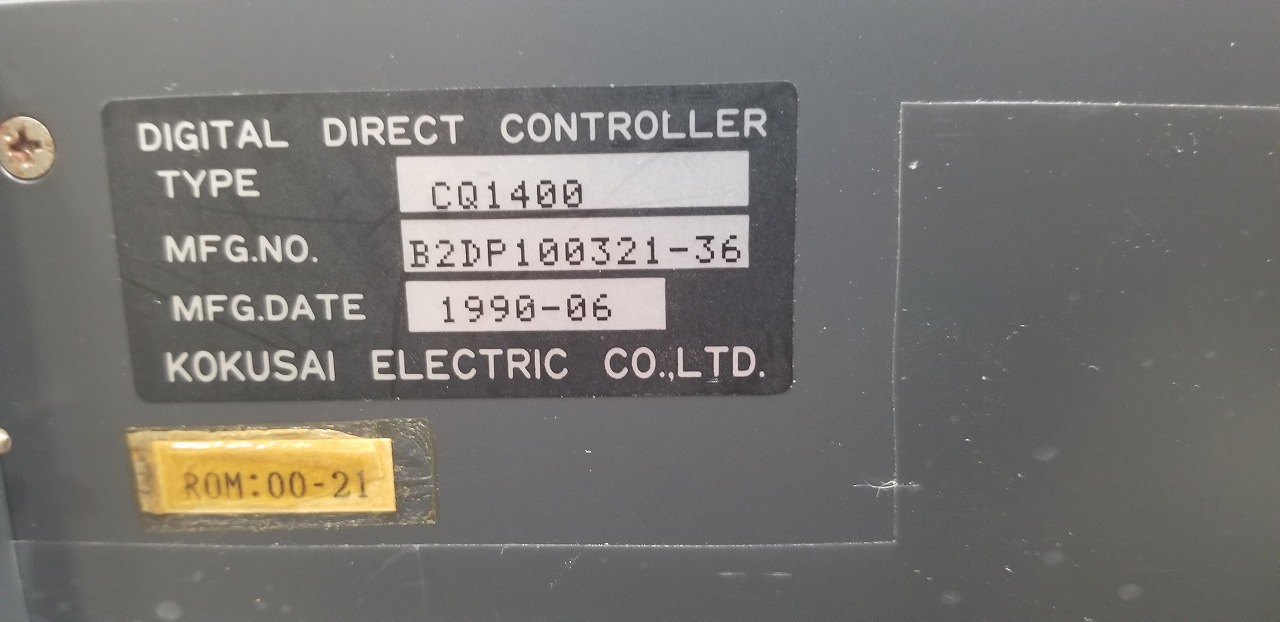 DIGITAL DIRECT CONTROLLER
TYPE CQ1400
MFG.NO. B2DP100321-36
MFG.DATE 1990-06
KOKUSAI ELECTRIC CO.,LTD.
ROM:00-21